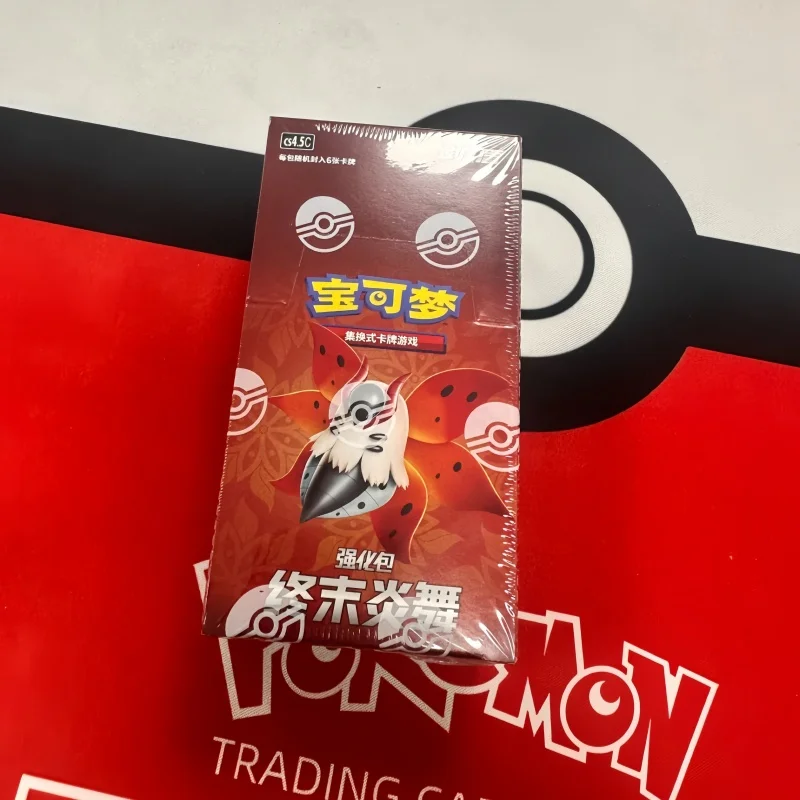 cs4.5C
每包随机封入6张卡牌
宝可梦
集换式卡牌游戏
强化包
终末炎舞
POKéMON
TRADING CA